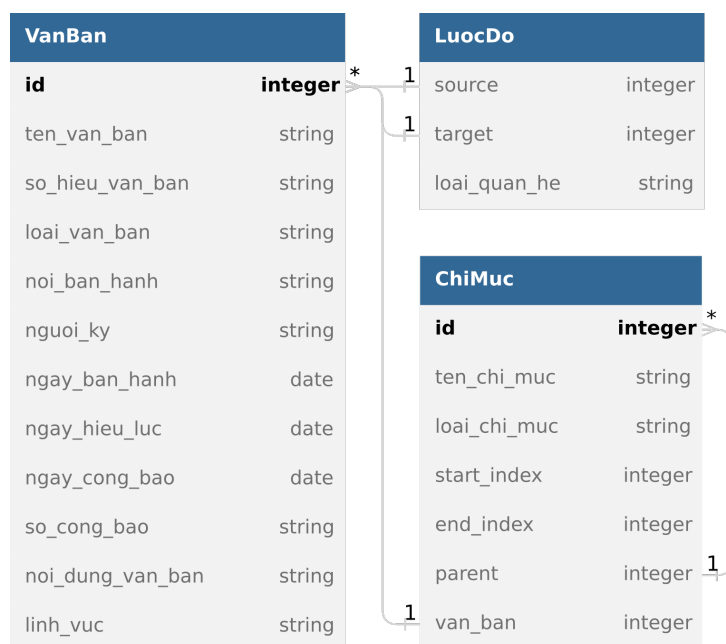 VanBan
id integer *
ten_van_ban string
so_hieu_van_ban string
loai_van_ban string
noi_ban_hanh string
nguoi_ky string
ngay_ban_hanh date
ngay_hieu_luc date
ngay_cong_bao date
so_cong_bao string
noi_dung_van_ban string
linh_vuc string
LuocDo
1 source integer
1 target integer
loai_quan_he string
ChiMuc
id integer *
ten_chi_muc string
loai_chi_muc string
start_index integer
end_index integer
parent integer 1
1 van_ban integer